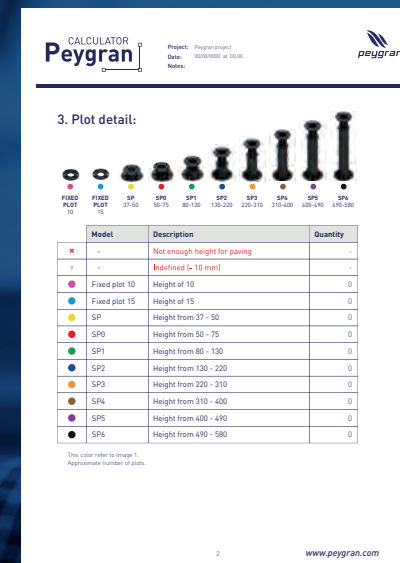 CALCULATOR
Peygran
Project: Peygran project
Date: 00/00/0000 at 00.00
Notes:
peygran
3. Plot detail:
FIXED PLOT 10
FIXED PLOT 15
SP 37-50
SP0 50-75
SP1 80-130
SP2 130-220
SP3 220-310
SP4 310-400
SP5 400-490
SP6 490-580
Model Description Quantity
× - Not enough height for paving -
- Indefined (- 10 mm) -
Fixed plot 10 Height of 10 0
Fixed plot 15 Height of 15 0
SP Height from 37 - 50 0
SP0 Height from 50 - 75 0
SP1 Height from 80 - 130 0
SP2 Height from 130 - 220 0
SP3 Height from 220 - 310 0
SP4 Height from 310 - 400 0
SP5 Height from 400 - 490 0
SP6 Height from 490 - 580 0
This color refer to Image 1.
Approximate number of plots.
2
www.peygran.com